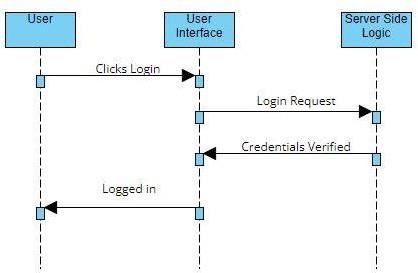 User
User
Interface
Server Side
Logic
Clicks Login
Login Request
Credentials Verified
Logged in